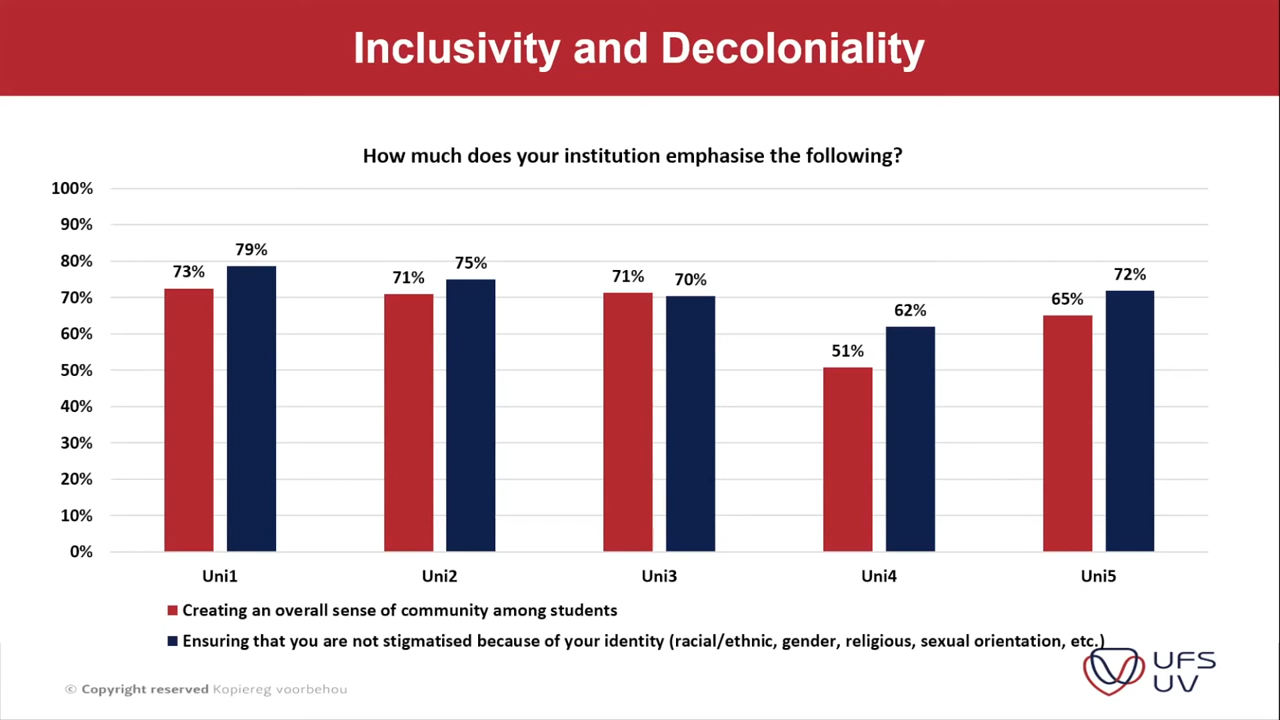 Inclusivity and Decoloniality
How much does your institution emphasise the following?
100%
90%
80%
70%
60%
50%
40%
30%
20%
10%
0%
73%
79%
71%
75%
71%
70%
51%
62%
65%
72%
Uni1
Uni2
Uni3
Uni4
Uni5
Creating an overall sense of community among students
Ensuring that you are not stigmatised because of your identity (racial/ethnic, gender, religious, sexual orientation, etc.)
© Copyright reserved Kopiereg voorbehou
UFS
UV